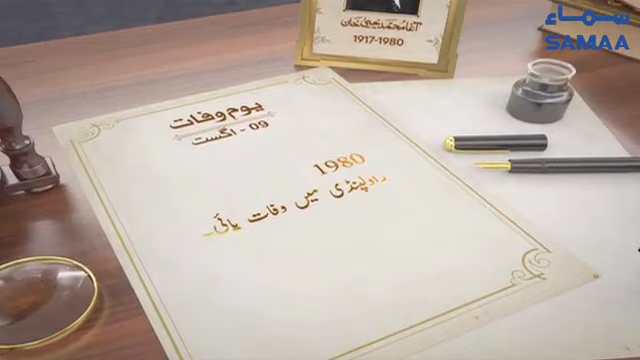 سماء
SAMAA
آغا محمد یحییٰ خان
1917-1980
یوم وفات
09 - اگست
1980
راولپنڈی میں وفات پائی۔